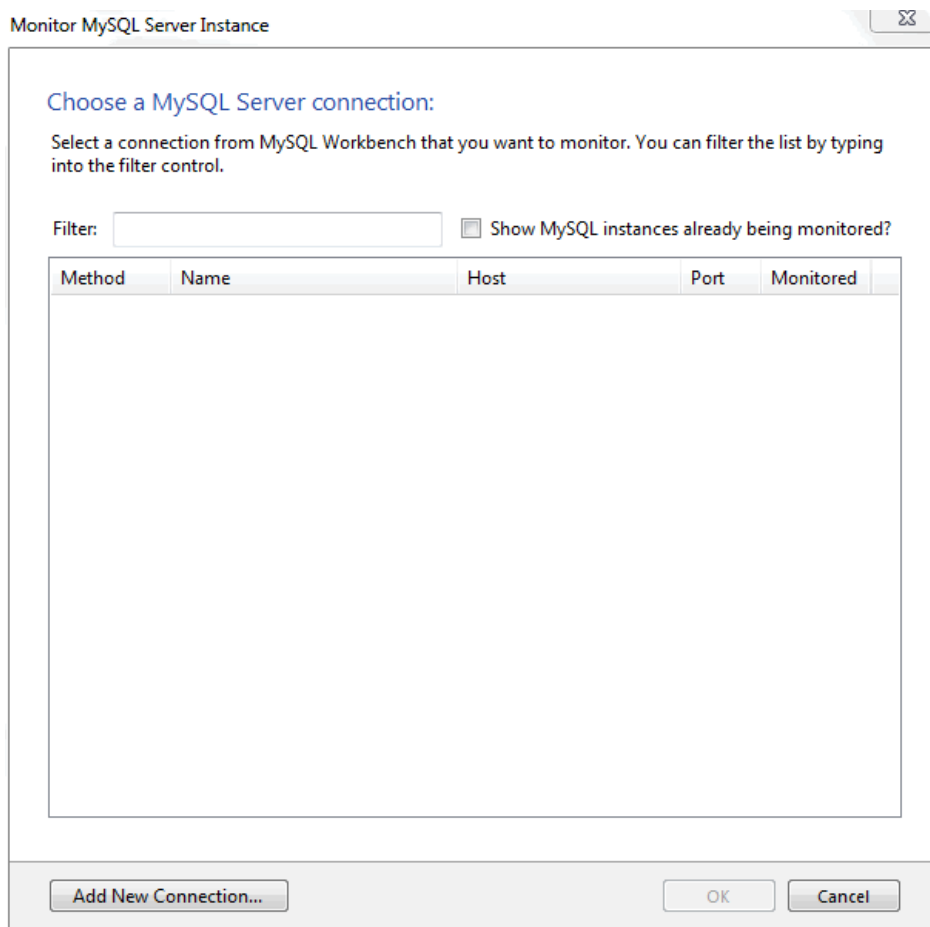 Monitor MySQL Server Instance
Choose a MySQL Server connection:
Select a connection from MySQL Workbench that you want to monitor. You can filter the list by typing
into the filter control.
Filter: Show MySQL instances already being monitored?
Method Name Host Port Monitored
Add New Connection... OK Cancel